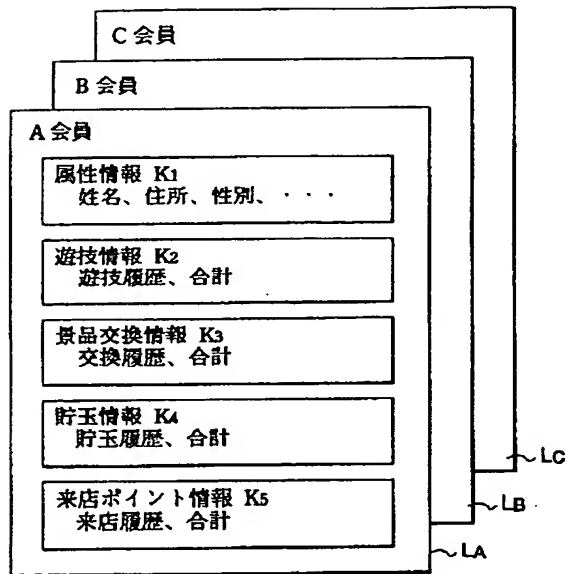 C 会員
B 会員
A 会員
属性情報 K1
姓名、住所、性別、・・・
遊技情報 K2
遊技履歴、合計
景品交換情報 K3
交換履歴、合計
貯玉情報 K4
貯玉履歴、合計
来店ポイント情報 K5
来店履歴、合計
LC
LB
LA